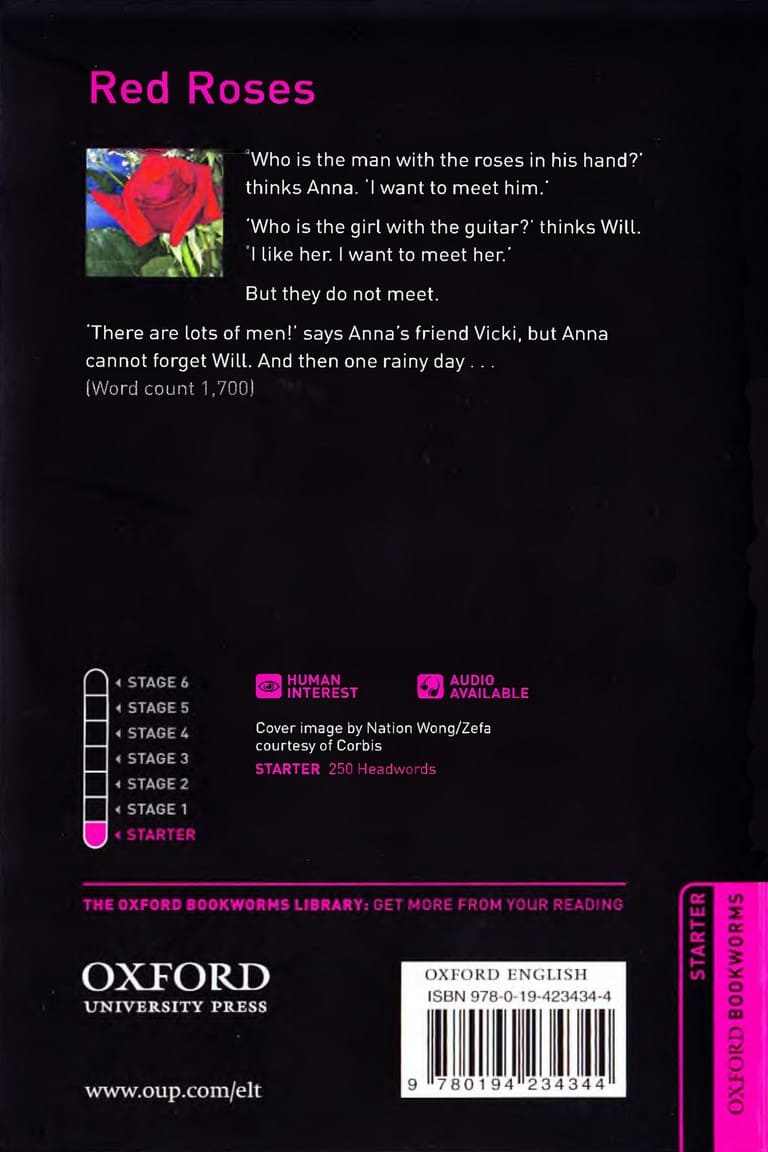 Red Roses
‘Who is the man with the roses in his hand?’
thinks Anna. ‘I want to meet him.’
‘Who is the girl with the guitar?’ thinks Will.
‘I like her. I want to meet her.’
But they do not meet.
‘There are lots of men!’ says Anna’s friend Vicki, but Anna
cannot forget Will. And then one rainy day . . .
(Word count 1,700)
STAGE 6
STAGE 5
STAGE 4
STAGE 3
STAGE 2
STAGE 1
STARTER
HUMAN
INTEREST
AUDIO
AVAILABLE
Cover image by Nation Wong/Zefa
courtesy of Corbis
STARTER 250 Headwords
THE OXFORD BOOKWORMS LIBRARY: GET MORE FROM YOUR READING
OXFORD
UNIVERSITY PRESS
www.oup.com/elt
OXFORD ENGLISH
ISBN 978-0-19-423434-4
9 780194 234344
STARTER
OXFORD BOOKWORMS